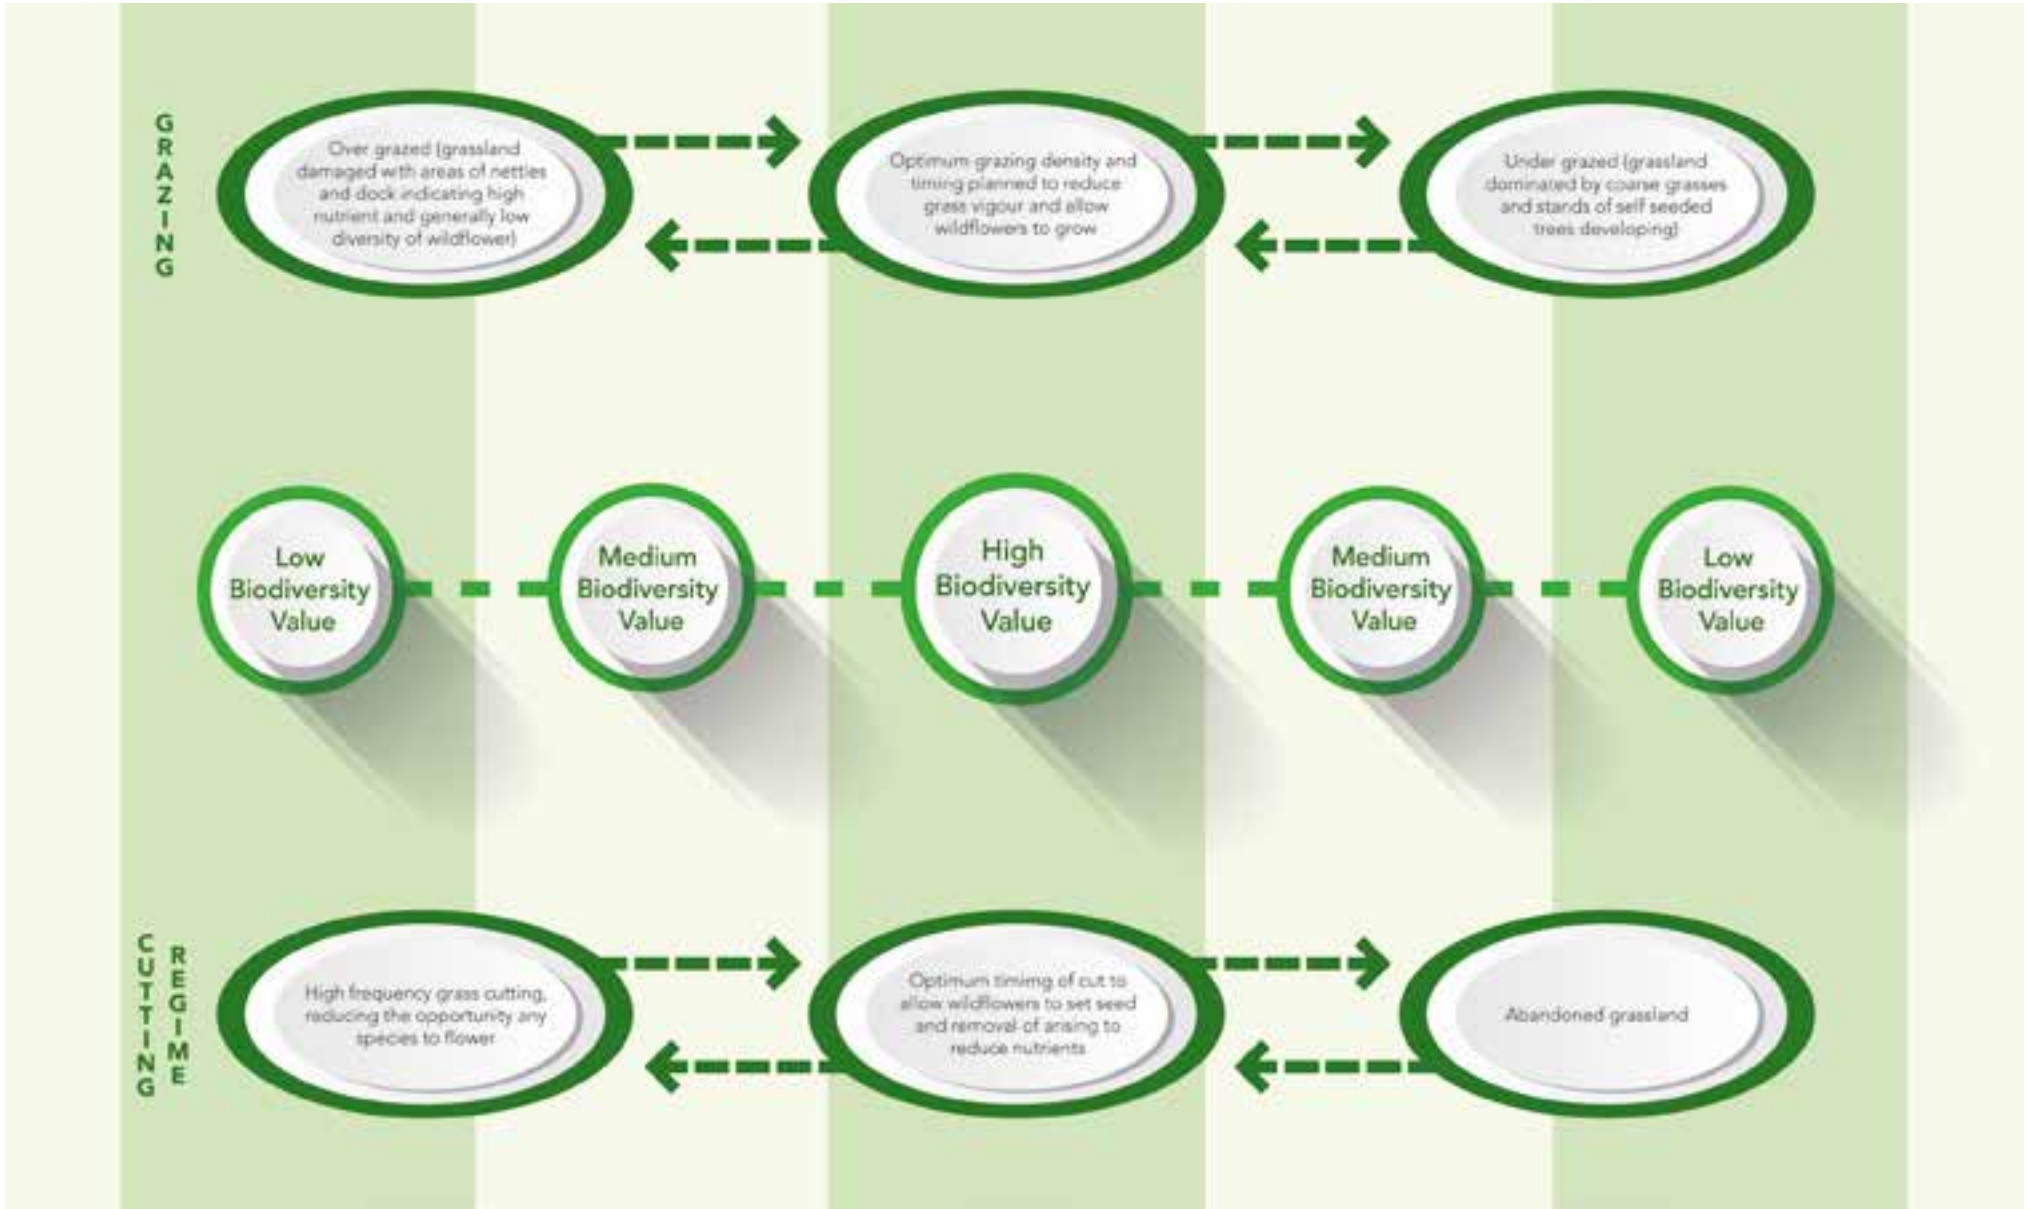 GRAZING
Over grazed (grassland
damaged with areas of nettles
and dock indicating high
nutrient and generally low
diversity of wildflower)
Optimum grazing density and
timing planned to reduce
grass vigour and allow
wildflowers to grow
Under grazed (grassland
dominated by coarse grasses
and stands of self seeded
trees developing)
Low
Biodiversity
Value
Medium
Biodiversity
Value
High
Biodiversity
Value
Medium
Biodiversity
Value
Low
Biodiversity
Value
CUTTING
REGIME
High frequency grass cutting,
reducing the opportunity any
species to flower
Optimum timimg of cut to
allow wildflowers to set seed
and removal of arising to
reduce nutrients
Abandoned grassland